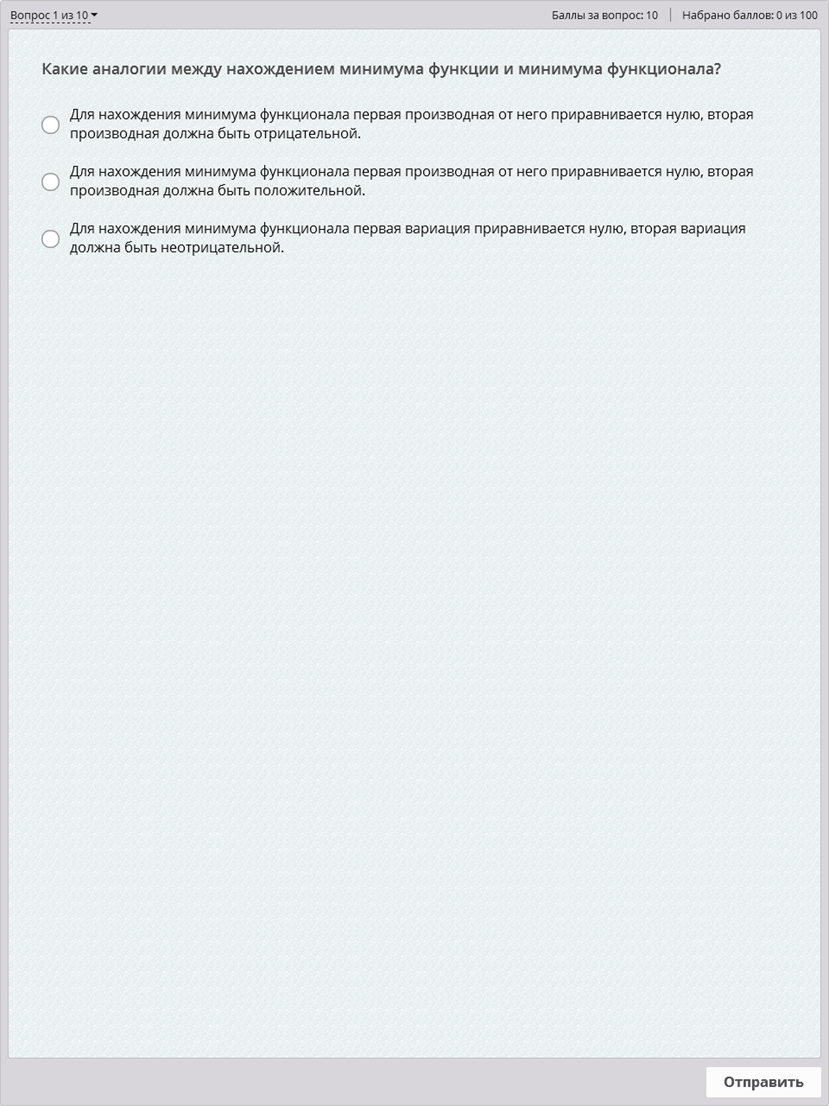 Вопрос 1 из 10
Баллы за вопрос: 10
Набрано баллов: 0 из 100
Какие аналогии между нахождением минимума функции и минимума функционала?
Для нахождения минимума функционала первая производная от него приравнивается нулю, вторая
производная должна быть отрицательной.
Для нахождения минимума функционала первая производная от него приравнивается нулю, вторая
производная должна быть положительной.
Для нахождения минимума функционала первая вариация приравнивается нулю, вторая вариация
должна быть неотрицательной.
Отправить